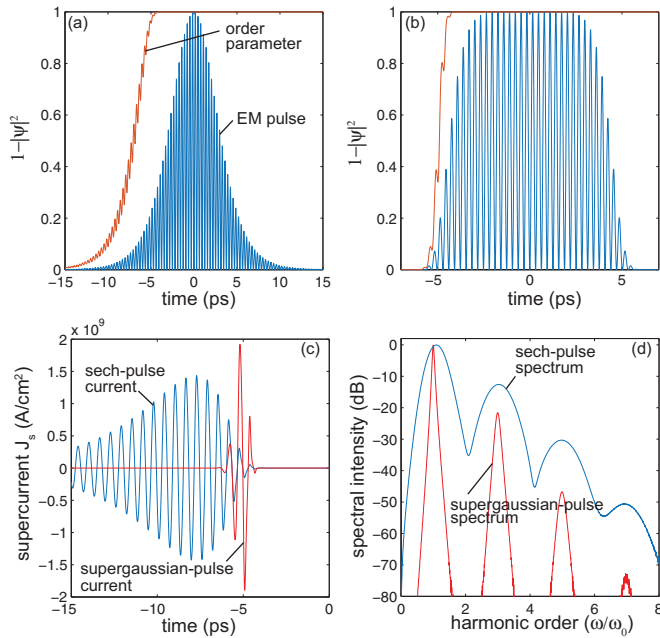 (a)
order
parameter
EM pulse
1−|ψ|²
1
0.8
0.6
0.4
0.2
0
−15 −10 −5 0 5 10 15
time (ps)
(b)
1−|ψ|²
1
0.8
0.6
0.4
0.2
0
−5 0 5
time (ps)
(c)
x 10⁹
sech-pulse
current
supergaussian-pulse
current
supercurrent Jₛ (A/cm²)
2
1.5
1
0.5
0
−0.5
−1
−1.5
−2
−15 −10 −5 0
time (ps)
(d)
sech-pulse
spectrum
supergaussian-pulse
spectrum
spectral intensity (dB)
0
−10
−20
−30
−40
−50
−60
−70
−80
0 2 4 6 8
harmonic order (ω/ω₀)